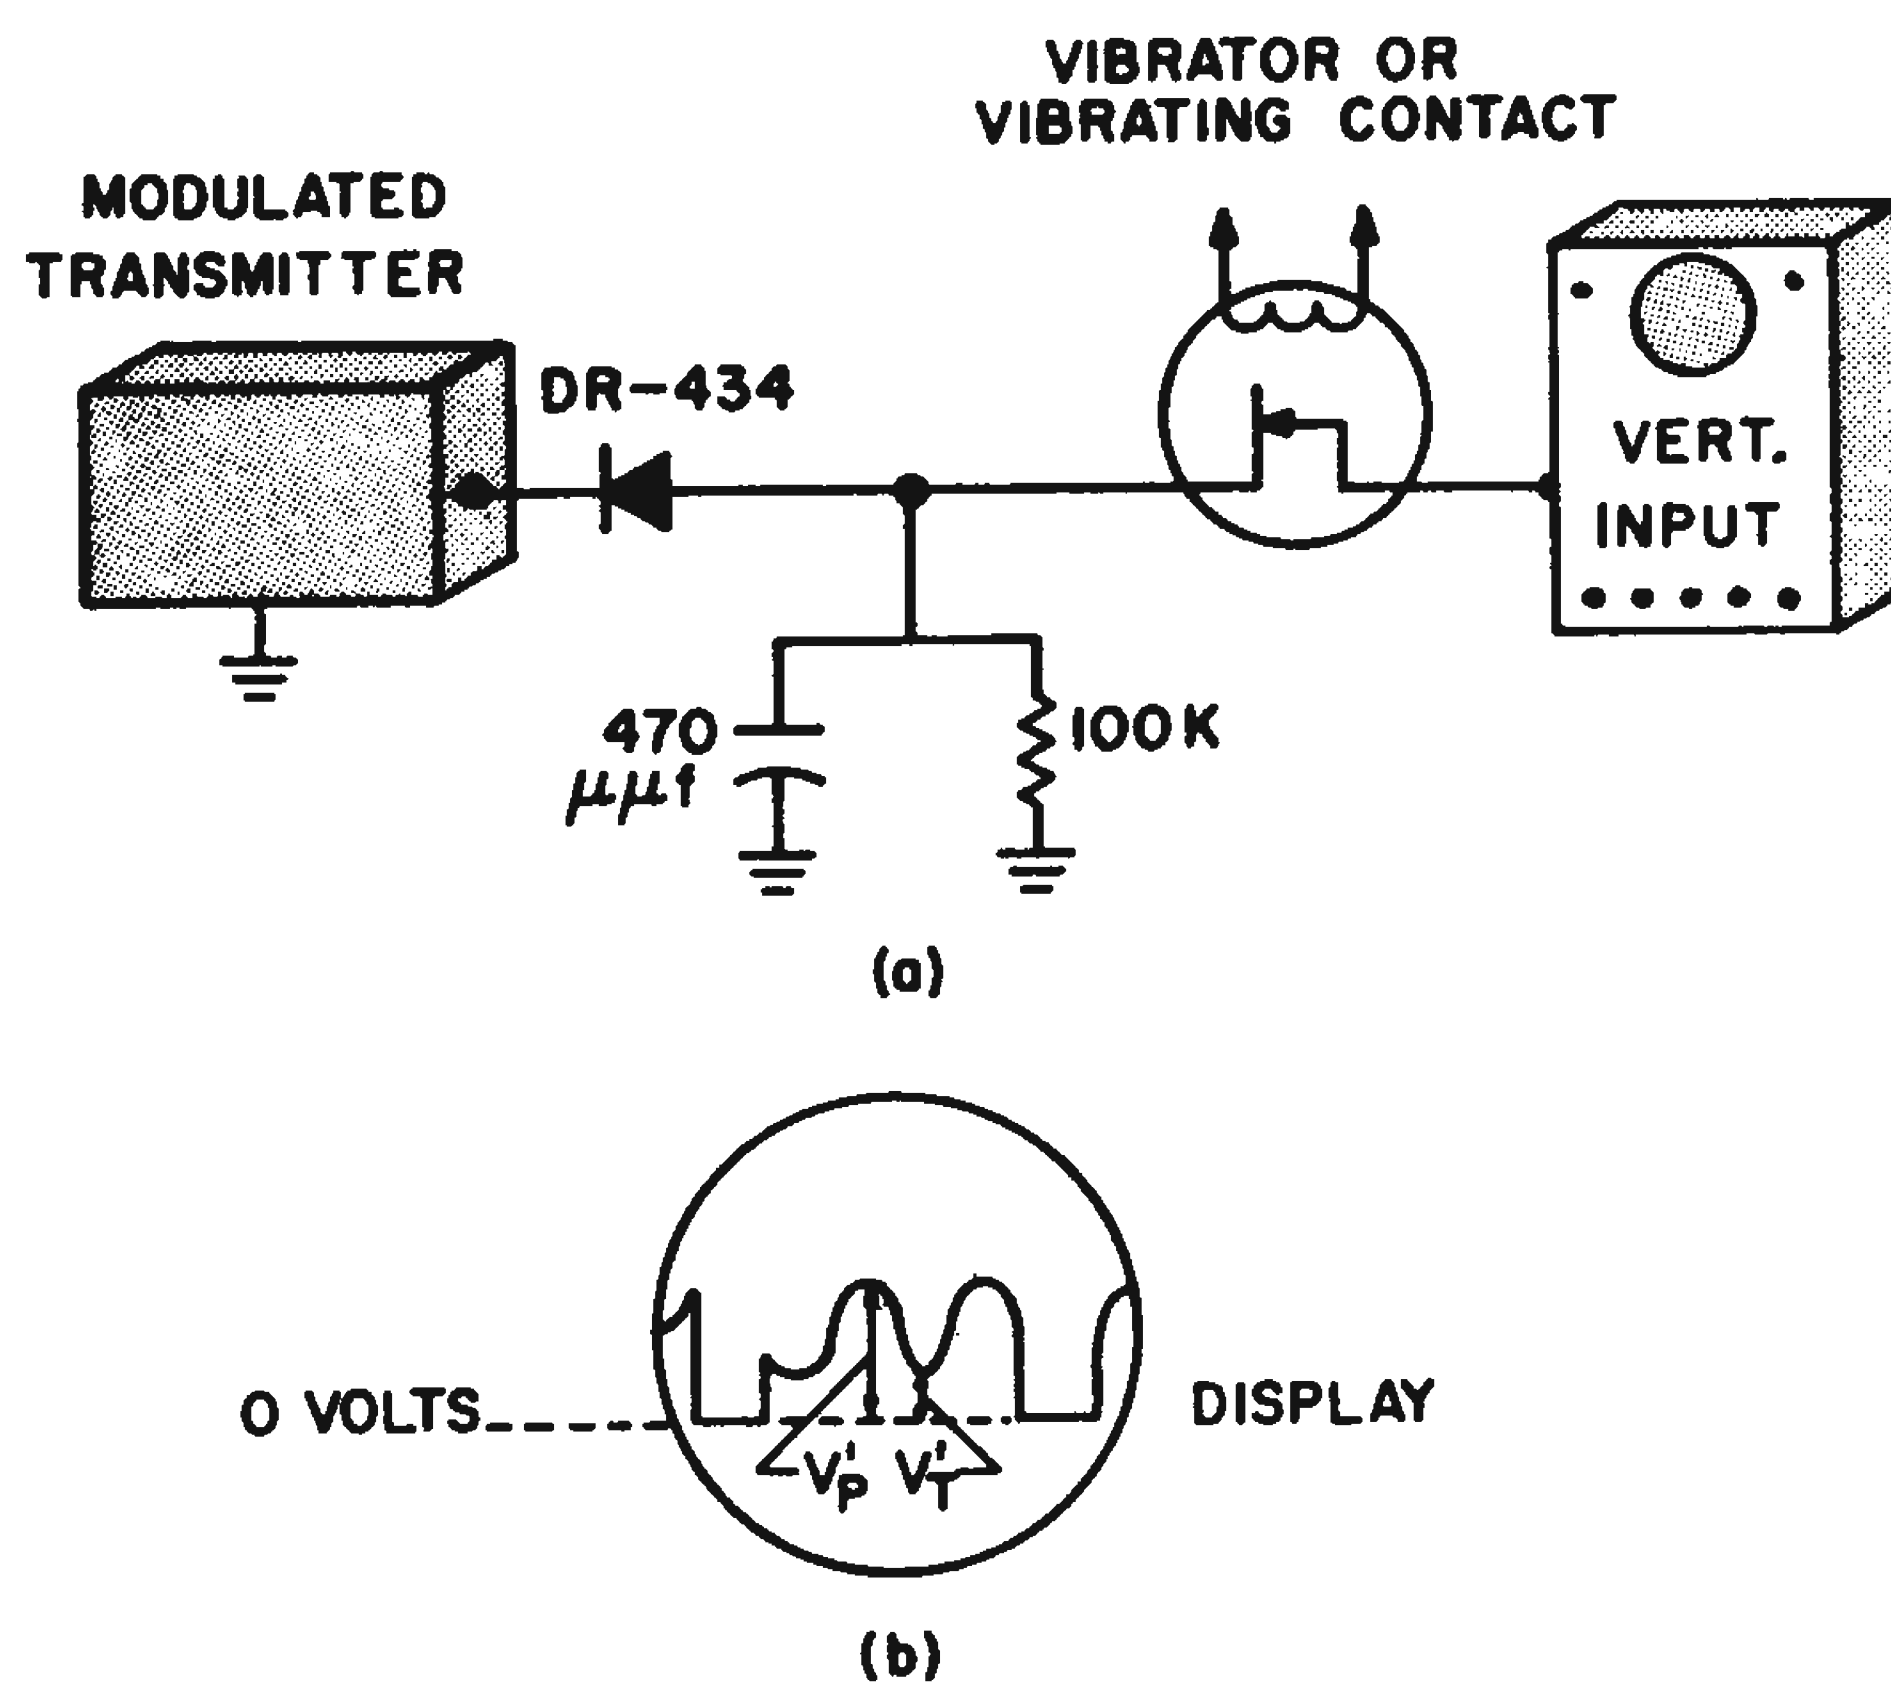 VIBRATOR OR
VIBRATING CONTACT
MODULATED
TRANSMITTER
DR-434
VERT.
INPUT
470
μμf
100K
(a)
0 VOLTS
DISPLAY
V'P V'T
(b)